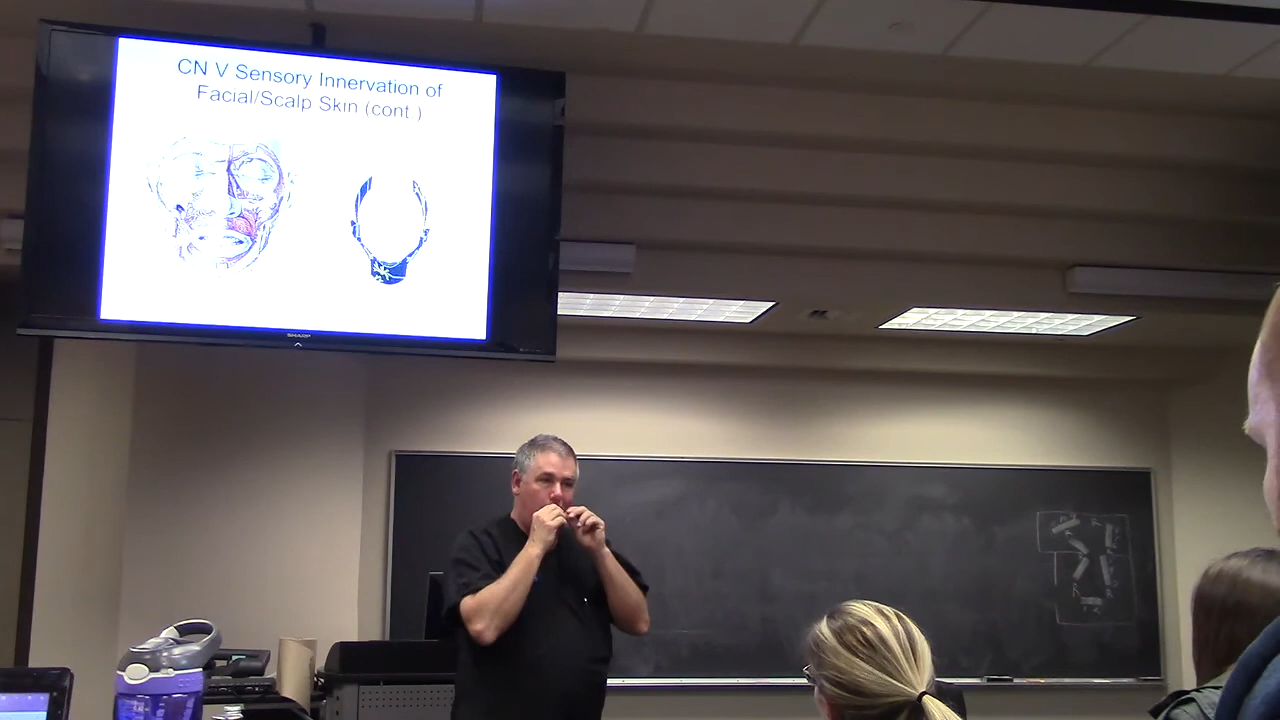 CN V Sensory Innervation of
Facial/Scalp Skin (cont.)
SHARP